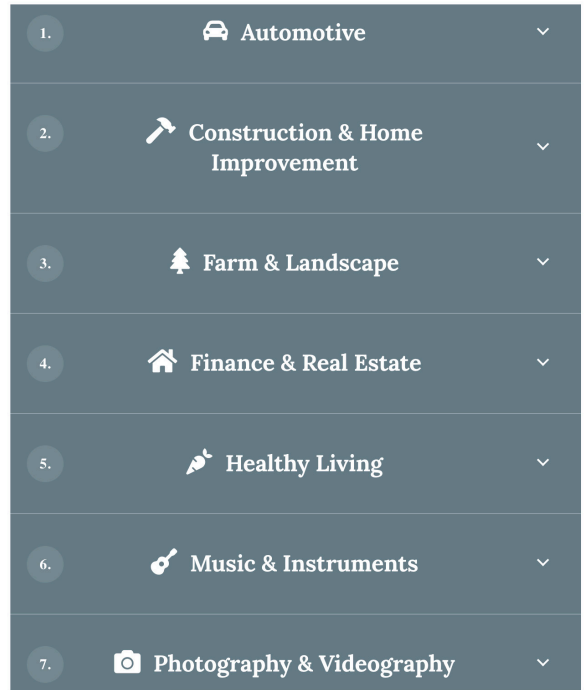 1. Automotive
2. Construction & Home
Improvement
3. Farm & Landscape
4. Finance & Real Estate
5. Healthy Living
6. Music & Instruments
7. Photography & Videography